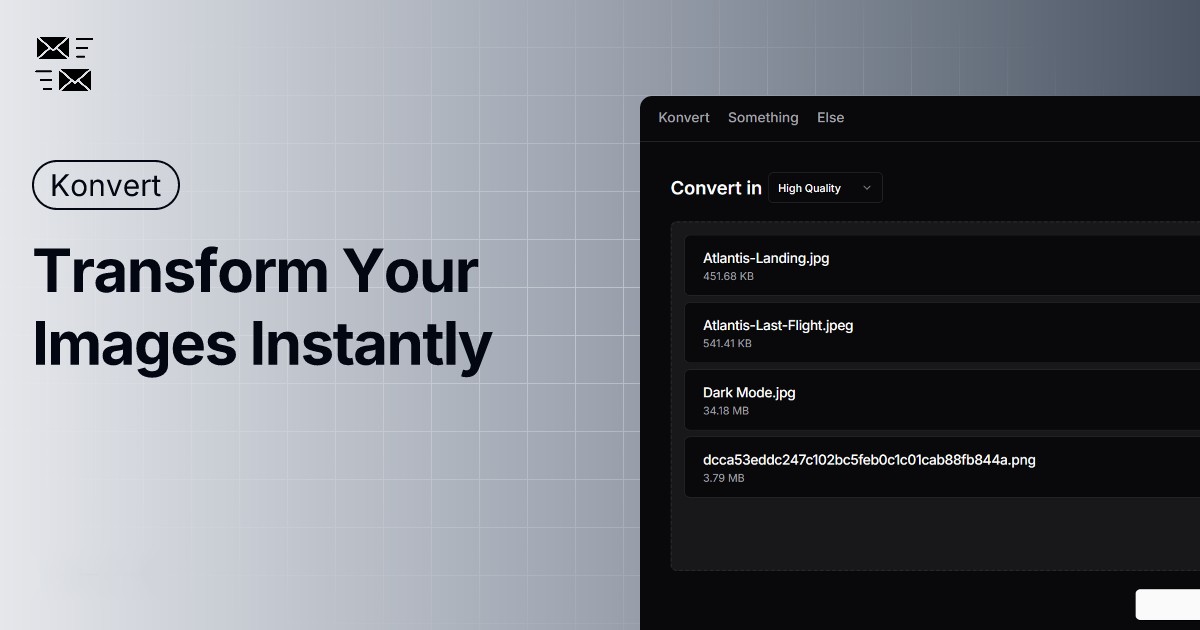 Konvert
Transform Your
Images Instantly
Konvert Something Else
Convert in High Quality
Atlantis-Landing.jpg
451.68 KB
Atlantis-Last-Flight.jpeg
541.41 KB
Dark Mode.jpg
34.18 MB
dcca53eddc247c102bc5feb0c1c01cab88fb844a.png
3.79 MB